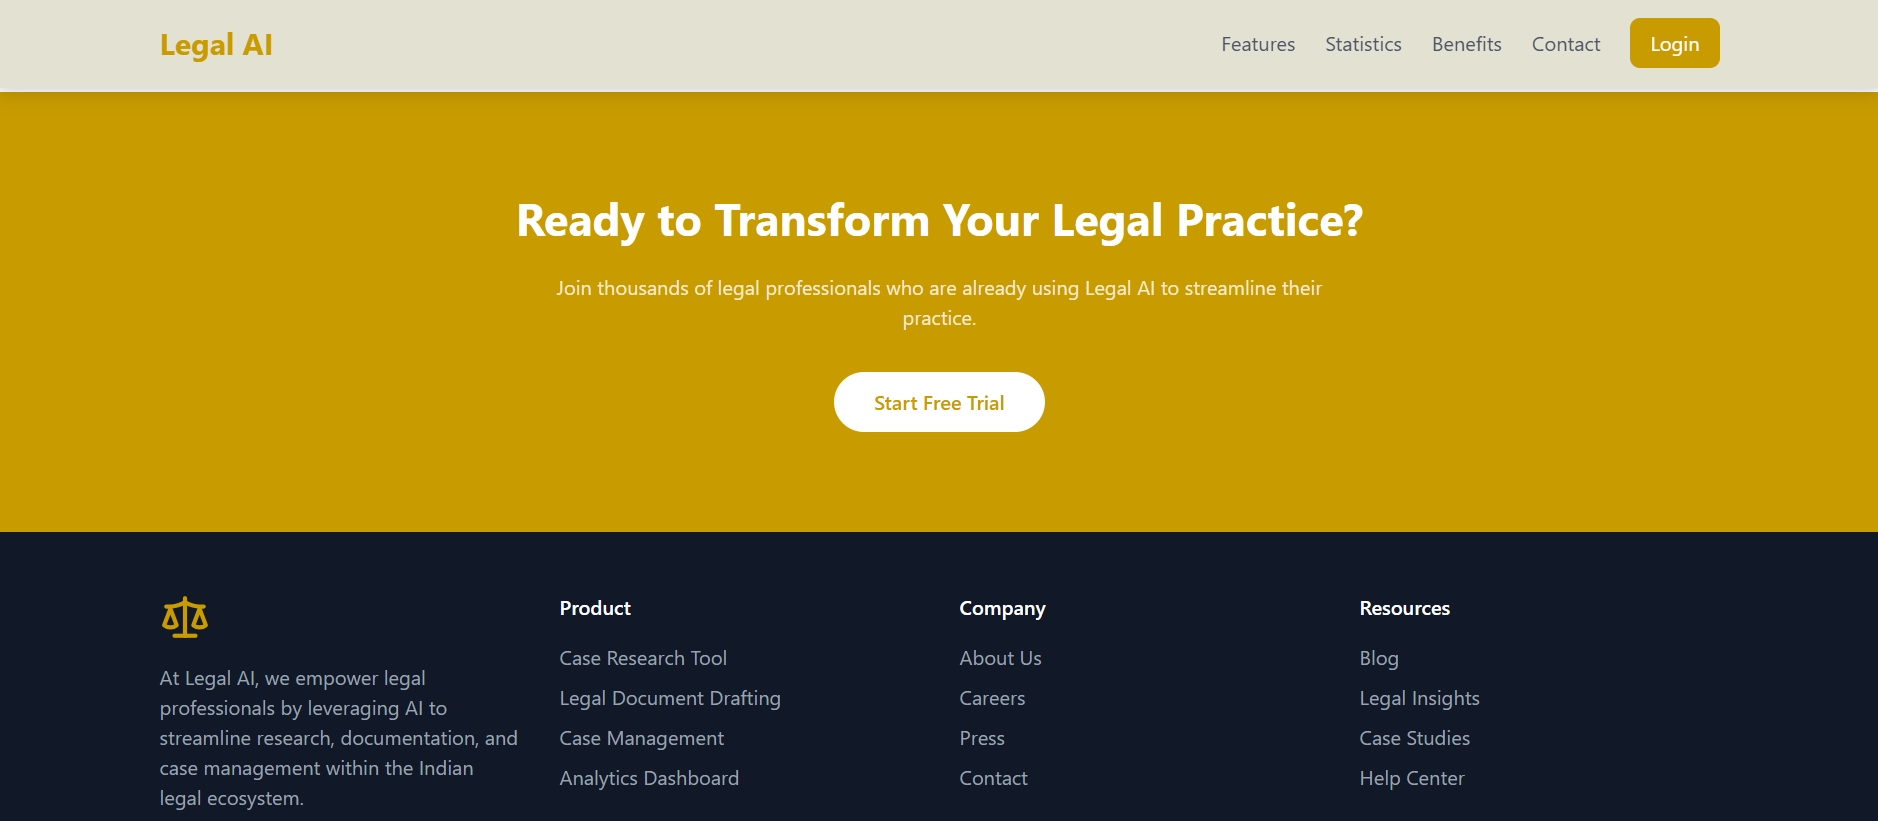 Legal AI
Features
Statistics
Benefits
Contact
Login
Ready to Transform Your Legal Practice?
Join thousands of legal professionals who are already using Legal AI to streamline their
practice.
Start Free Trial
At Legal AI, we empower legal
professionals by leveraging AI to
streamline research, documentation, and
case management within the Indian
legal ecosystem.
Product
Case Research Tool
Legal Document Drafting
Case Management
Analytics Dashboard
Company
About Us
Careers
Press
Contact
Resources
Blog
Legal Insights
Case Studies
Help Center